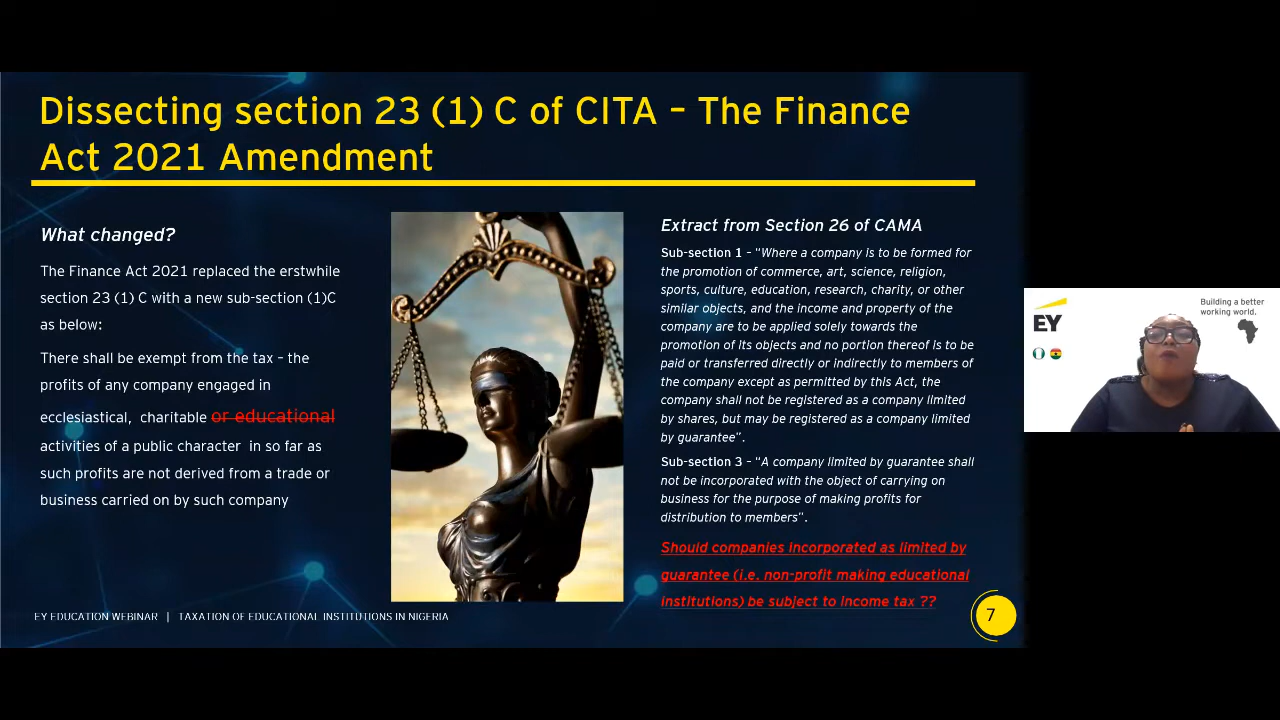 Dissecting section 23 (1) C of CITA – The Finance
Act 2021 Amendment
What changed?
The Finance Act 2021 replaced the erstwhile
section 23 (1) C with a new sub-section (1)C
as below:
There shall be exempt from the tax – the
profits of any company engaged in
ecclesiastical, charitable or educational
activities of a public character in so far as
such profits are not derived from a trade or
business carried on by such company
Extract from Section 26 of CAMA
Sub-section 1 – "Where a company is to be formed for
the promotion of commerce, art, science, religion,
sports, culture, education, research, charity, or other
similar objects, and the income and property of the
company are to be applied solely towards the
promotion of its objects and no portion thereof is to be
paid or transferred directly or indirectly to members of
the company except as permitted by this Act, the
company shall not be registered as a company limited
by shares, but may be registered as a company limited
by guarantee".
Sub-section 3 – "A company limited by guarantee shall
not be incorporated with the object of carrying on
business for the purpose of making profits for
distribution to members".
Should companies incorporated as limited by
guarantee (i.e. non-profit making educational
institutions) be subject to income tax ??
EY EDUCATION WEBINAR | TAXATION OF EDUCATIONAL INSTITUTIONS IN NIGERIA
7
EY
Building a better
working world.